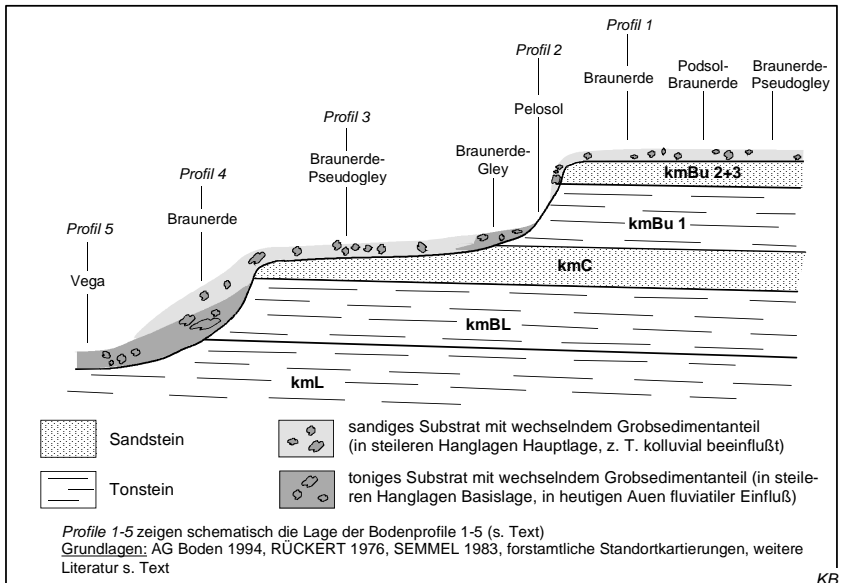 Profil 1
Profil 2
Braunerde
Podsol-
Braunerde
Braunerde-
Pseudogley
Pelosol
Profil 3
Braunerde-
Pseudogley
Braunerde-
Gley
Profil 4
Braunerde
Profil 5
Vega
kmBu 2+3
kmBu 1
kmC
kmBL
kmL
Sandstein
sandiges Substrat mit wechselndem Grobsedimentanteil
(in steileren Hanglagen Hauptlage, z. T. kolluvial beeinflußt)
Tonstein
toniges Substrat mit wechselndem Grobsedimentanteil (in steile-
ren Hanglagen Basislage, in heutigen Auen fluviatiler Einfluß)
Profile 1-5 zeigen schematisch die Lage der Bodenprofile 1-5 (s. Text)
Grundlagen: AG Boden 1994, RÜCKERT 1976, SEMMEL 1983, forstamtliche Standortkartierungen, weitere
Literatur s. Text
KB